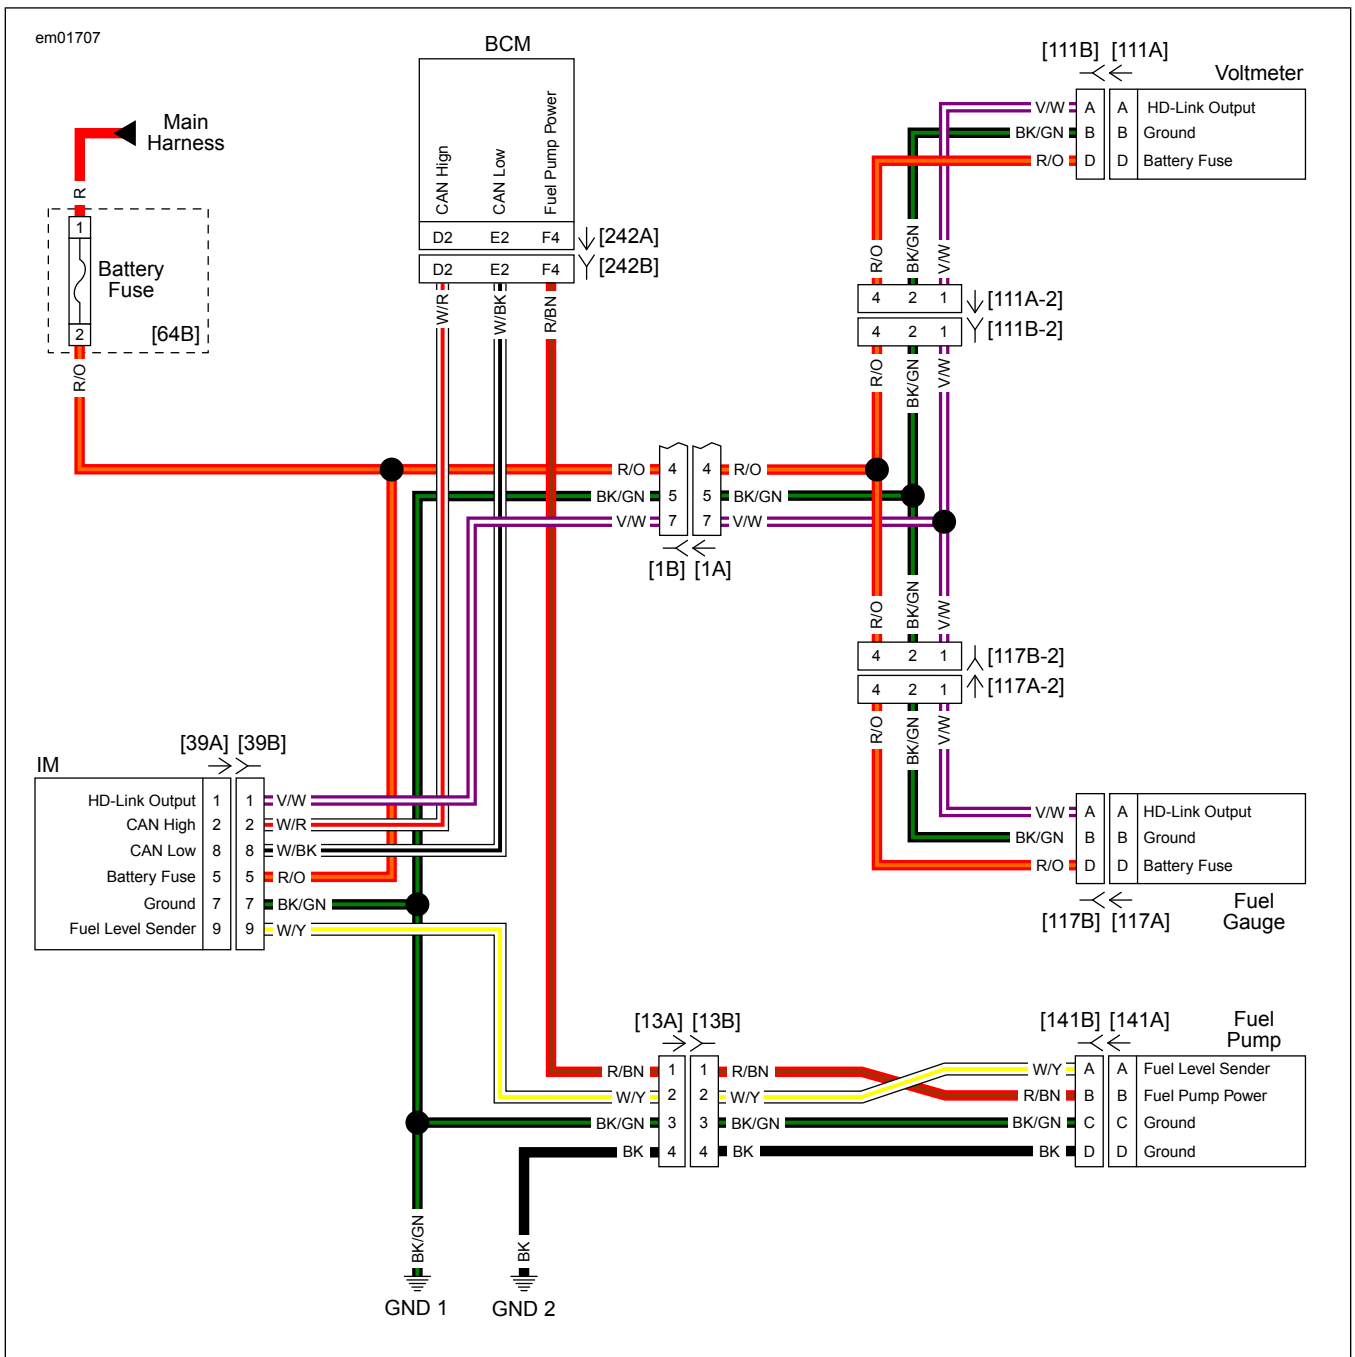 em01707
BCM
[111B] [111A]
Voltmeter
Main
Harness
CAN Hign
CAN Low
Fuel Pump Power
V/W A A HD-Link Output
BK/GN B B Ground
R/O D D Battery Fuse
R
1
Battery
Fuse
2
[64B]
R/O
D2 E2 F4 [242A]
D2 E2 F4 [242B]
W/R W/BK R/BN
R/O BK/GN V/W
4 2 1 [111A-2]
4 2 1 [111B-2]
R/O BK/GN V/W
R/O 4 4 R/O
BK/GN 5 5 BK/GN
V/W 7 7 V/W
[1B] [1A]
R/O BK/GN V/W
4 2 1 [117B-2]
4 2 1 [117A-2]
R/O BK/GN V/W
[39A] [39B]
IM
HD-Link Output 1 1 V/W
CAN High 2 2 W/R
CAN Low 8 8 W/BK
Battery Fuse 5 5 R/O
Ground 7 7 BK/GN
Fuel Level Sender 9 9 W/Y
V/W A A HD-Link Output
BK/GN B B Ground
R/O D D Battery Fuse
[117B] [117A]
Fuel
Gauge
[13A] [13B]
[141B] [141A]
Fuel
Pump
R/BN 1 1 R/BN
W/Y 2 2 W/Y
BK/GN 3 3 BK/GN
BK 4 4 BK
W/Y A A Fuel Level Sender
R/BN B B Fuel Pump Power
BK/GN C C Ground
BK D D Ground
BK/GN
BK
GND 1
GND 2